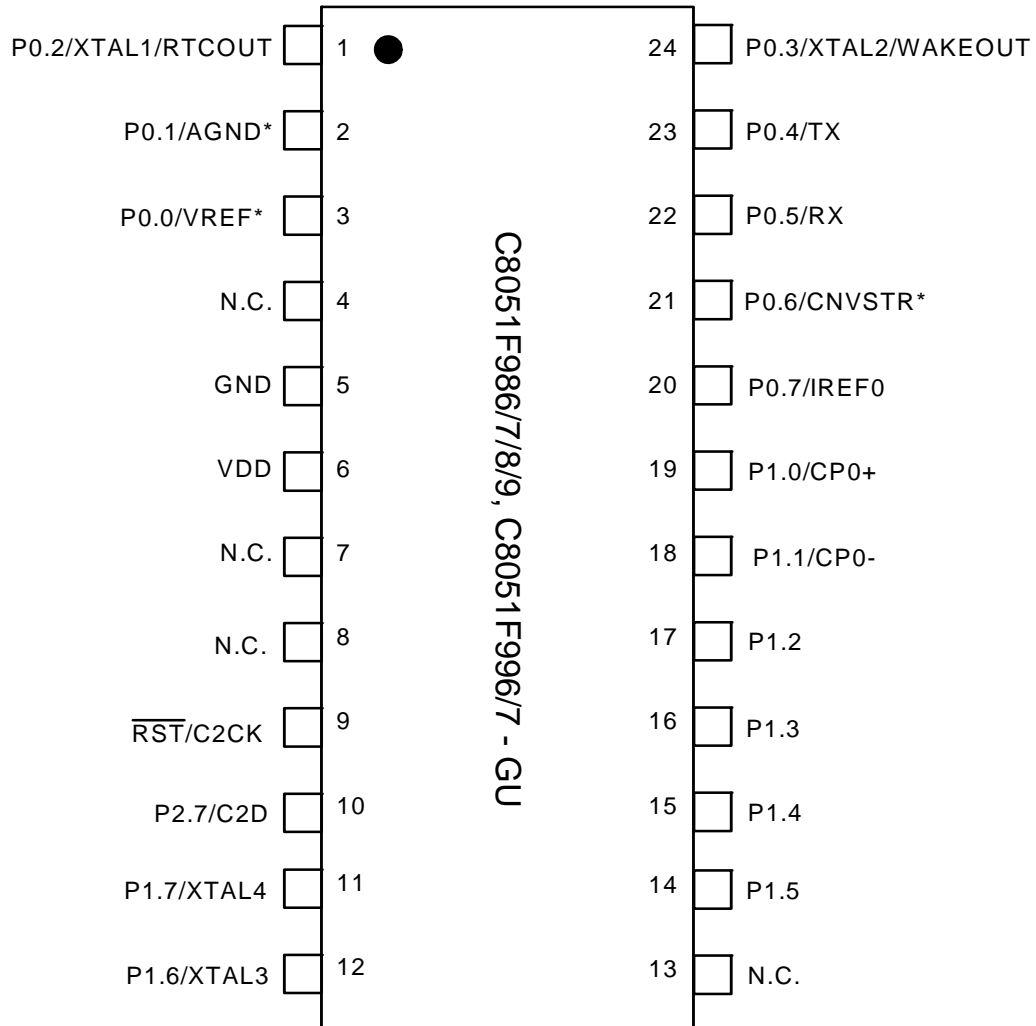 P0.2/XTAL1/RTCOUT 1 24 P0.3/XTAL2/WAKEOUT
P0.1/AGND* 2 23 P0.4/TX
P0.0/VREF* 3 22 P0.5/RX
N.C. 4 21 P0.6/CNVSTR*
GND 5 20 P0.7/IREF0
VDD 6 19 P1.0/CP0+
N.C. 7 18 P1.1/CP0-
N.C. 8 17 P1.2
R̅S̅T̅/C2CK 9 16 P1.3
P2.7/C2D 10 15 P1.4
P1.7/XTAL4 11 14 P1.5
P1.6/XTAL3 12 13 N.C.
C8051F986/7/8/9, C8051F996/7 - GU